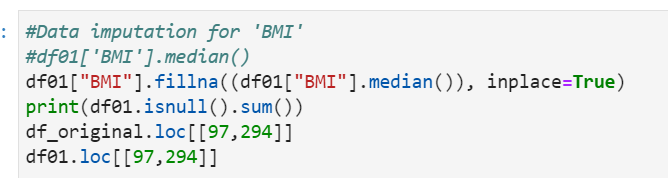 :
#Data imputation for 'BMI'
#df01['BMI'].median()
df01["BMI"].fillna((df01["BMI"].median()), inplace=True)
print(df01.isnull().sum())
df_original.loc[[97,294]]
df01.loc[[97,294]]